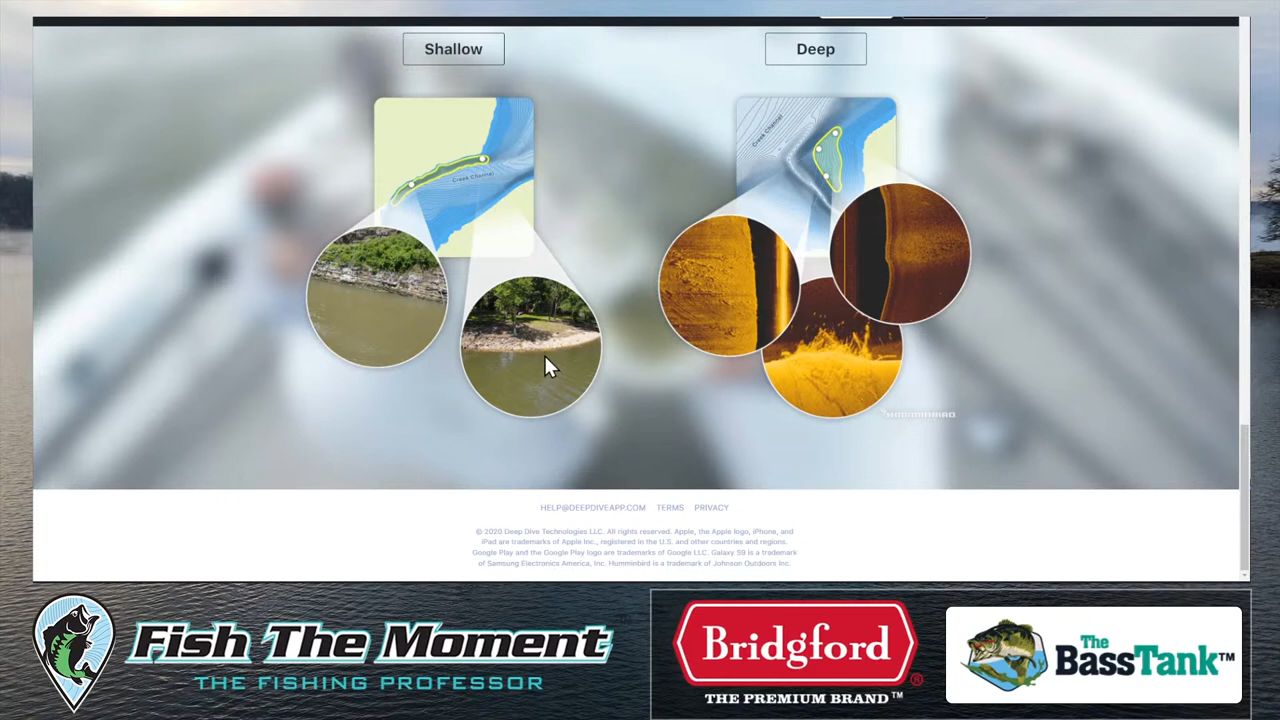 Shallow
Deep
Creek Channel
Creek Channel
HUMMINBIRD
HELP@DEEPDIVEAPP.COM TERMS PRIVACY
© 2020 Deep Dive Technologies LLC. All rights reserved. Apple, the Apple logo, iPhone, and
iPad are trademarks of Apple Inc., registered in the U.S. and other countries and regions.
Google Play and the Google Play logo are trademarks of Google LLC. Galaxy S9 is a trademark
of Samsung Electronics America, Inc. Humminbird is a trademark of Johnson Outdoors Inc.
Fish The Moment
THE FISHING PROFESSOR
Bridgford®
THE PREMIUM BRAND™
The
BassTank™